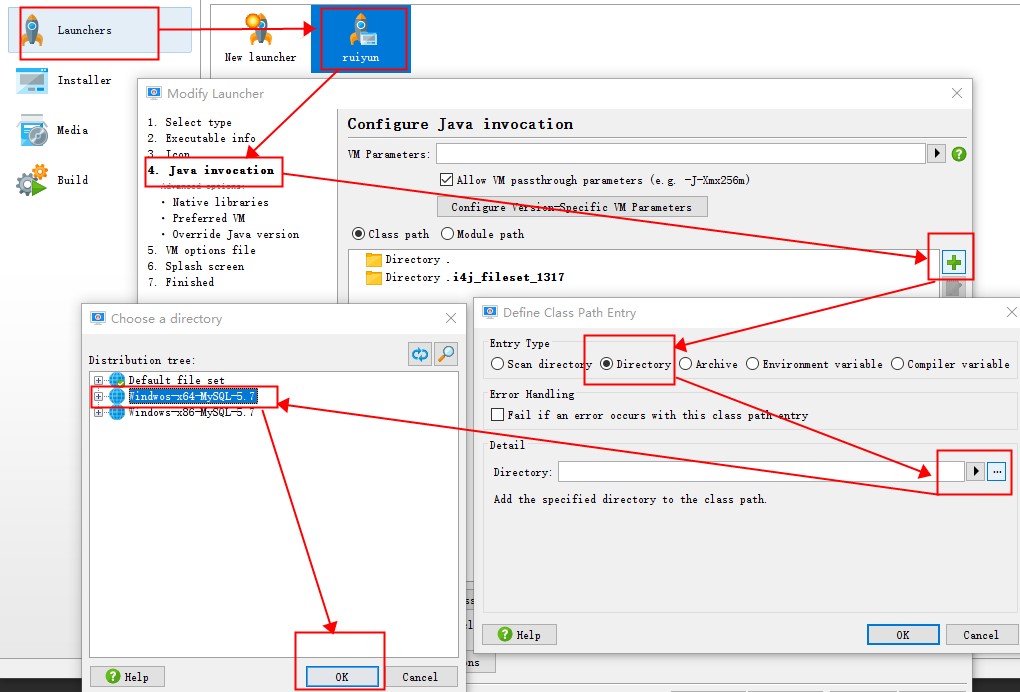 Launchers
Installer
Media
Build
New launcher
ruiyun
Modify Launcher
1. Select type
2. Executable info
3. Icon
4. Java invocation
Advanced options:
· Native libraries
· Preferred VM
· Override Java version
5. VM options file
6. Splash screen
7. Finished
Configure Java invocation
VM Parameters:
Allow VM passthrough parameters (e.g. -J-Xmx256m)
Configure Version-Specific VM Parameters
Class path Module path
Directory .
Directory .i4j_fileset_1317
Choose a directory
Distribution tree:
Default file set
Windwos-x64-MySQL-5.7
Windows-x86-MySQL-5.7
Help
OK
Cancel
Define Class Path Entry
Entry Type
Scan directory Directory Archive Environment variable Compiler variable
Error Handling
Fail if an error occurs with this class path entry
Detail
Directory:
...
Add the specified directory to the class path.
Help
OK
Cancel